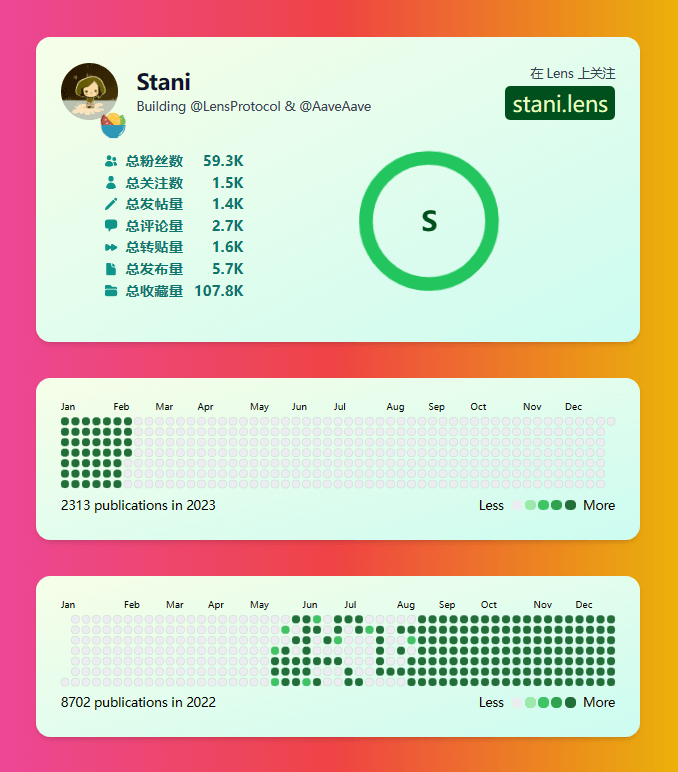 Stani
Building @LensProtocol & @AaveAave
在 Lens 上关注
stani.lens
总粉丝数 59.3K
总关注数 1.5K
总发帖量 1.4K
总评论量 2.7K
总转贴量 1.6K
总发布量 5.7K
总收藏量 107.8K
S
Jan Feb Mar Apr May Jun Jul Aug Sep Oct Nov Dec
2313 publications in 2023 Less More
Jan Feb Mar Apr May Jun Jul Aug Sep Oct Nov Dec
8702 publications in 2022 Less More